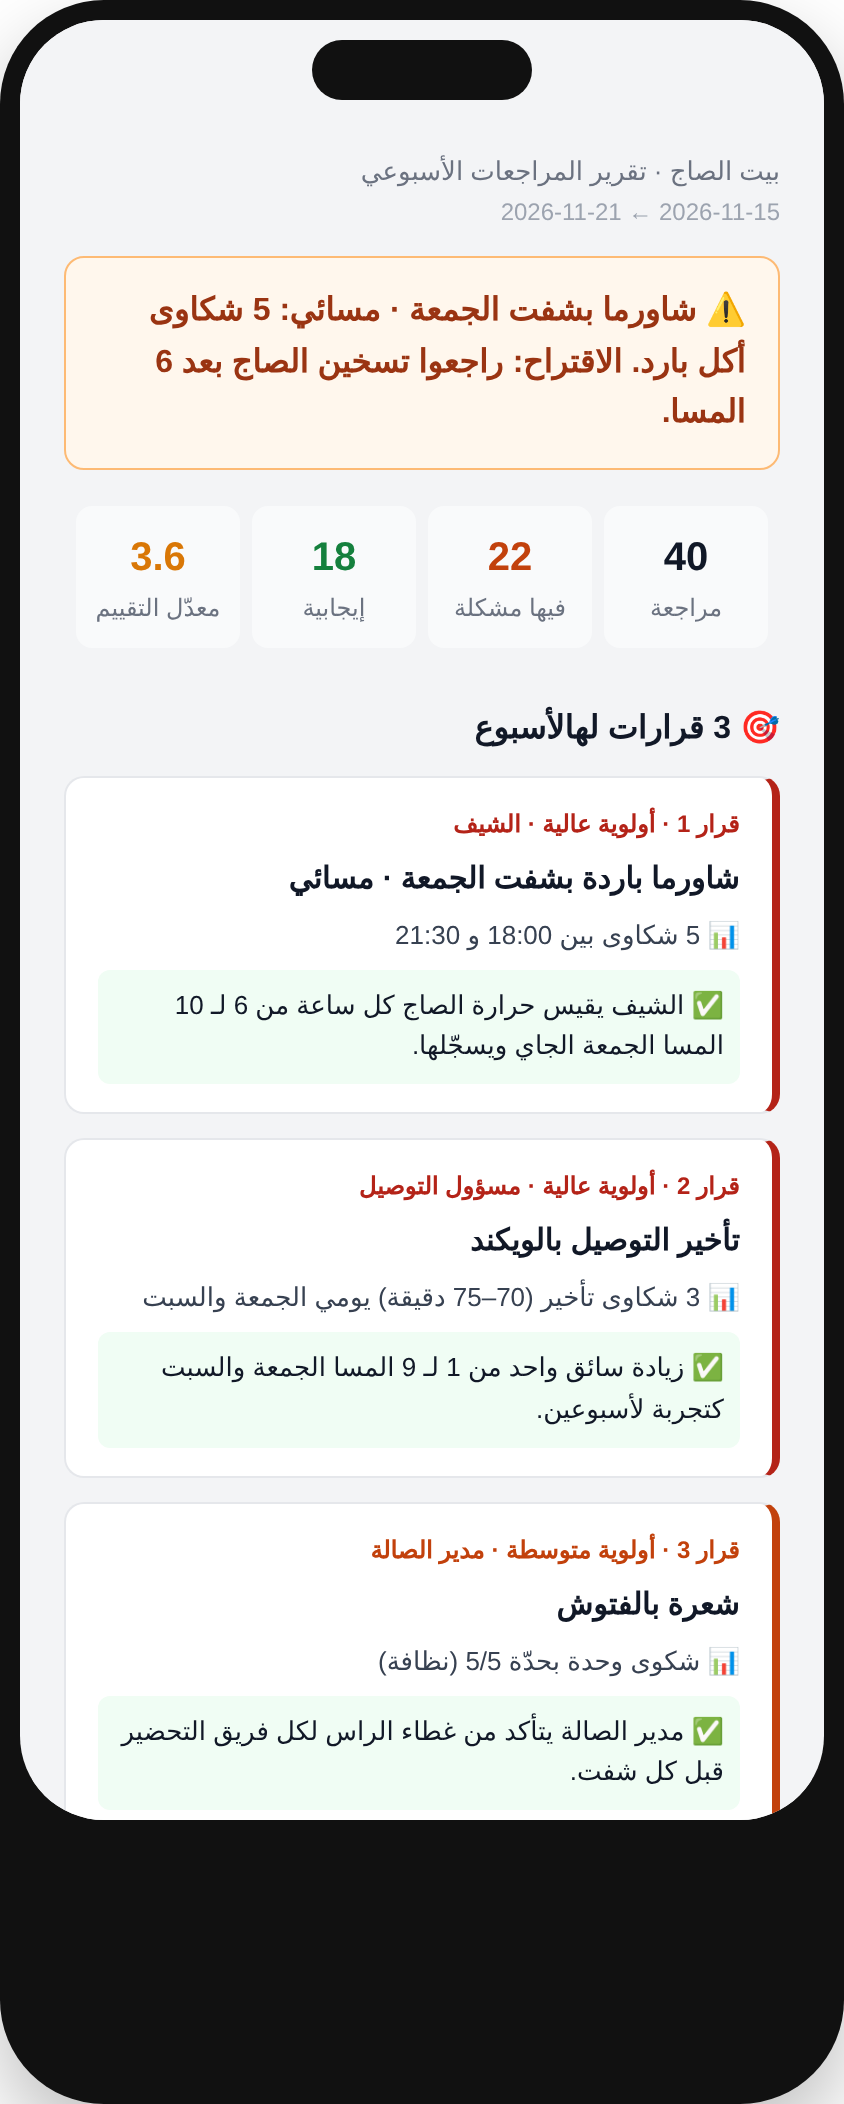 بيت الصاج · تقرير المراجعات الأسبوعي
2026-11-15 ← 2026-11-21
⚠️ شاورما بشفت الجمعة · مسائي: 5 شكاوى
أكل بارد. الاقتراح: راجعوا تسخين الصاج بعد 6
المسا.
40
مراجعة
22
فيها مشكلة
18
إيجابية
3.6
معدّل التقييم
🎯 3 قرارات لهالأسبوع
قرار 1 · أولوية عالية · الشيف
شاورما باردة بشفت الجمعة · مسائي
📊 5 شكاوى بين 18:00 و 21:30
✅ الشيف يقيس حرارة الصاج كل ساعة من 6 لـ 10
المسا الجمعة الجاي ويسجّلها.
قرار 2 · أولوية عالية · مسؤول التوصيل
تأخير التوصيل بالويكند
📊 3 شكاوى تأخير (70–75 دقيقة) يومي الجمعة والسبت
✅ زيادة سائق واحد من 1 لـ 9 المسا الجمعة والسبت
كتجربة لأسبوعين.
قرار 3 · أولوية متوسطة · مدير الصالة
شعرة بالفتوش
📊 شكوى وحدة بحدّة 5/5 (نظافة)
✅ مدير الصالة يتأكد من غطاء الراس لكل فريق التحضير
قبل كل شفت.